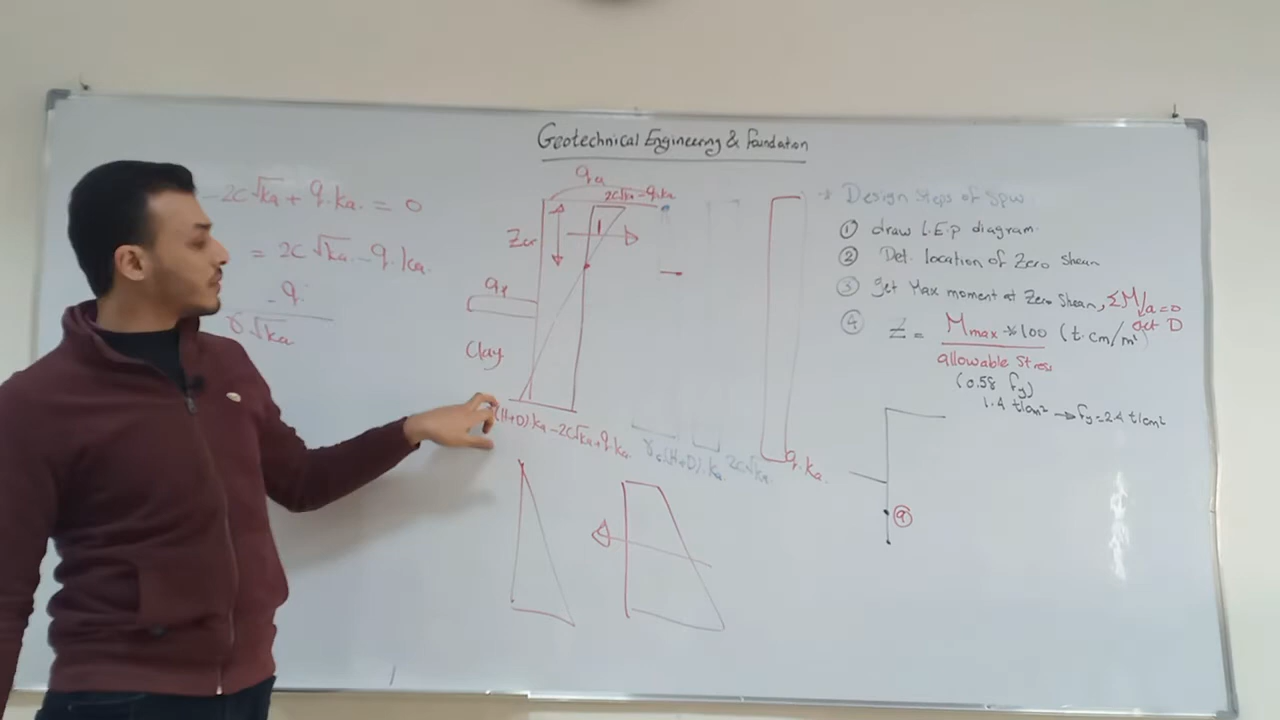 Geotechnical Engineering & Foundation
-2c√ka + q.ka = 0
= 2c√ka - q.ka.
- q
γ√ka
qa
2c√ka - q.ka
Zcr
Clay
(H+D).ka - 2c√ka + q.ka
γc(H+D).ka
2c√ka
q.ka.
Design Steps of SPW
① draw L.E.P diagram.
② Det. location of Zero Shear
③ get Max moment at Zero Shear, ΣM/a=0
get D
④ Z = Mmax*100 (t.cm/m')
allowable Stress
(0.58 fy)
1.4 t/cm² → fy=2.4 t/cm²
ⓐ